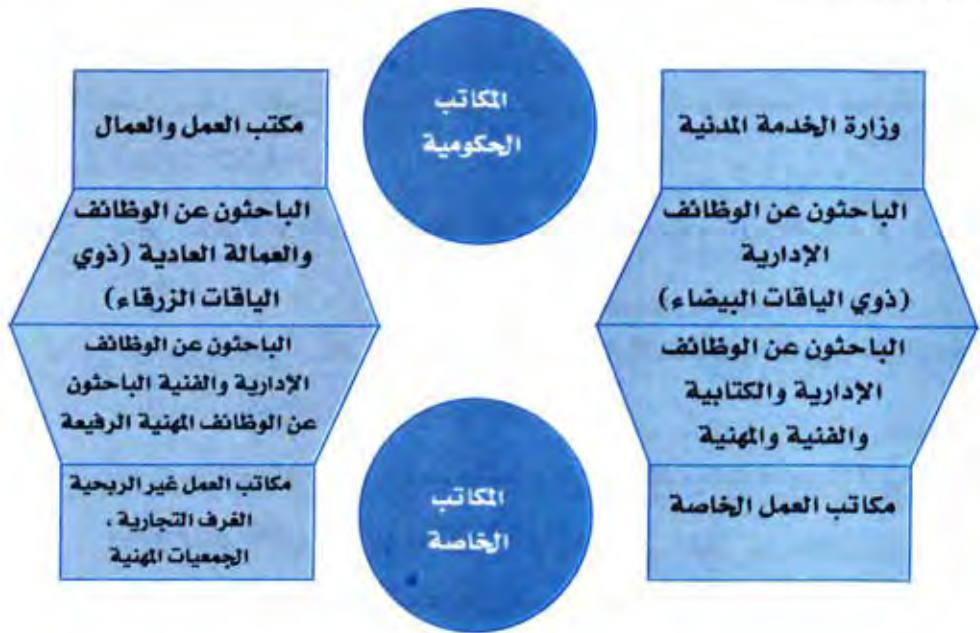 المكاتب
الحكومية
وزارة الخدمة المدنية
الباحثون عن الوظائف
الإدارية
(ذوي الياقات البيضاء)
الباحثون عن الوظائف
الإدارية والكتابية
والفنية والمهنية
مكاتب العمل الخاصة
مكتب العمل والعمال
الباحثون عن الوظائف
والعمالة العادية (ذوي
الياقات الزرقاء)
الباحثون عن الوظائف
الإدارية والفنية الباحثون
عن الوظائف المهنية الرفيعة
مكاتب العمل غير الربحية
الغرف التجارية ،
الجمعيات المهنية
المكاتب
الخاصة